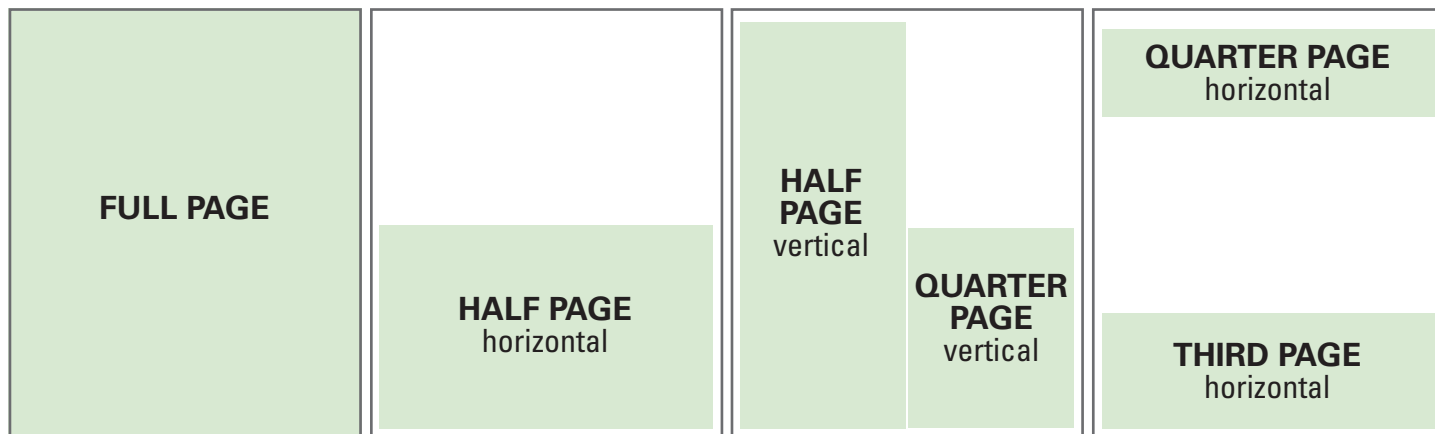 FULL PAGE
HALF PAGE
horizontal
HALF
PAGE
vertical
QUARTER
PAGE
vertical
QUARTER PAGE
horizontal
THIRD PAGE
horizontal